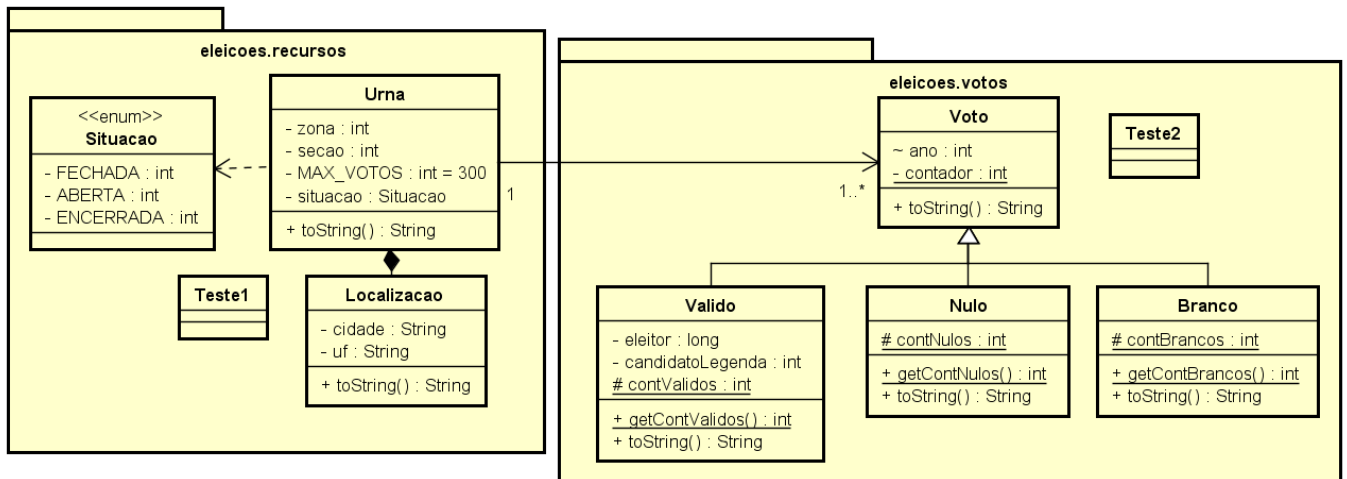 eleicoes.recursos
<<enum>>
Situacao
- FECHADA : int
- ABERTA : int
- ENCERRADA : int
Urna
- zona : int
- secao : int
- MAX_VOTOS : int = 300
- situacao : Situacao
+ toString() : String
1
1..*
Teste1
Localizacao
- cidade : String
- uf : String
+ toString() : String
eleicoes.votos
Voto
~ ano : int
- contador : int
+ toString() : String
Teste2
Valido
- eleitor : long
- candidatoLegenda : int
# contValidos : int
+ getContValidos() : int
+ toString() : String
Nulo
# contNulos : int
+ getContNulos() : int
+ toString() : String
Branco
# contBrancos : int
+ getContBrancos() : int
+ toString() : String